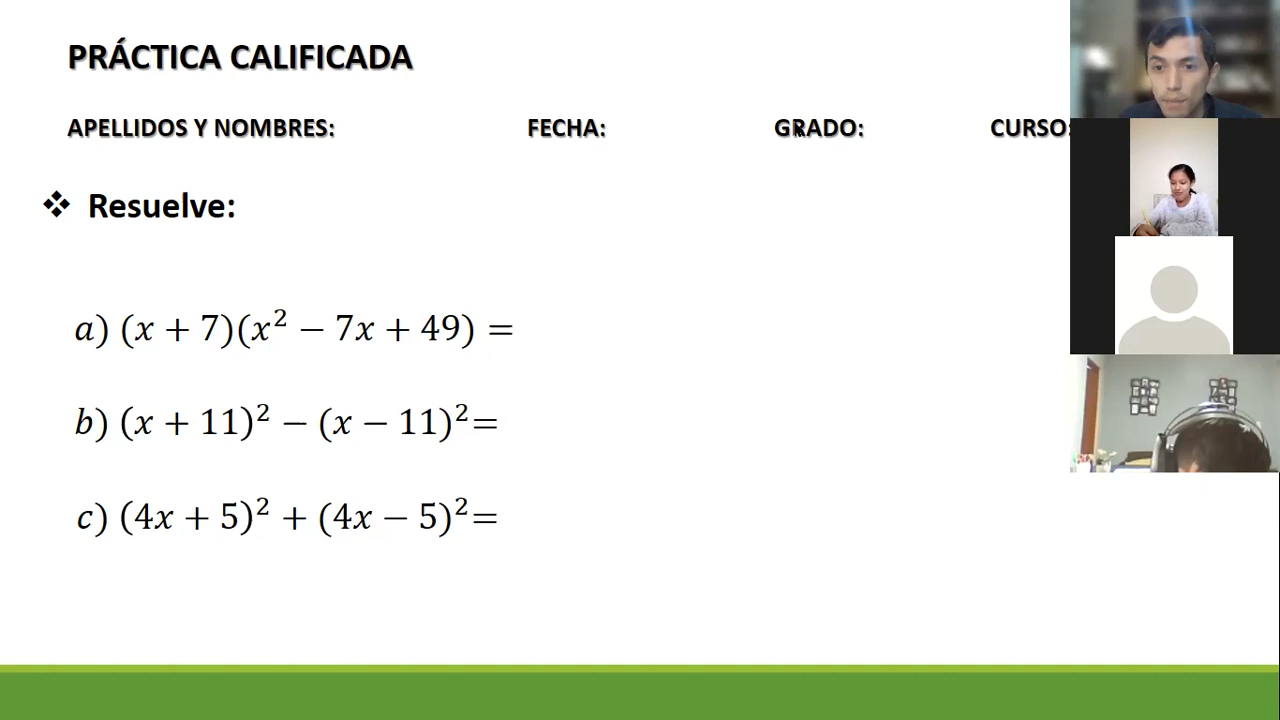 PRÁCTICA CALIFICADA
APELLIDOS Y NOMBRES: FECHA: GRADO: CURSO:
❖ Resuelve:
a) (x + 7)(x² − 7x + 49) =
b) (x + 11)² − (x − 11)²=
c) (4x + 5)² + (4x − 5)²=